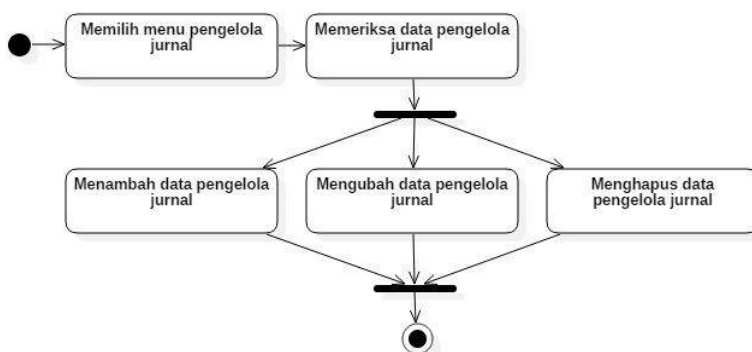 Memilih menu pengelola
jurnal
Memeriksa data pengelola
jurnal
Menambah data pengelola
jurnal
Mengubah data pengelola
jurnal
Menghapus data
pengelola jurnal